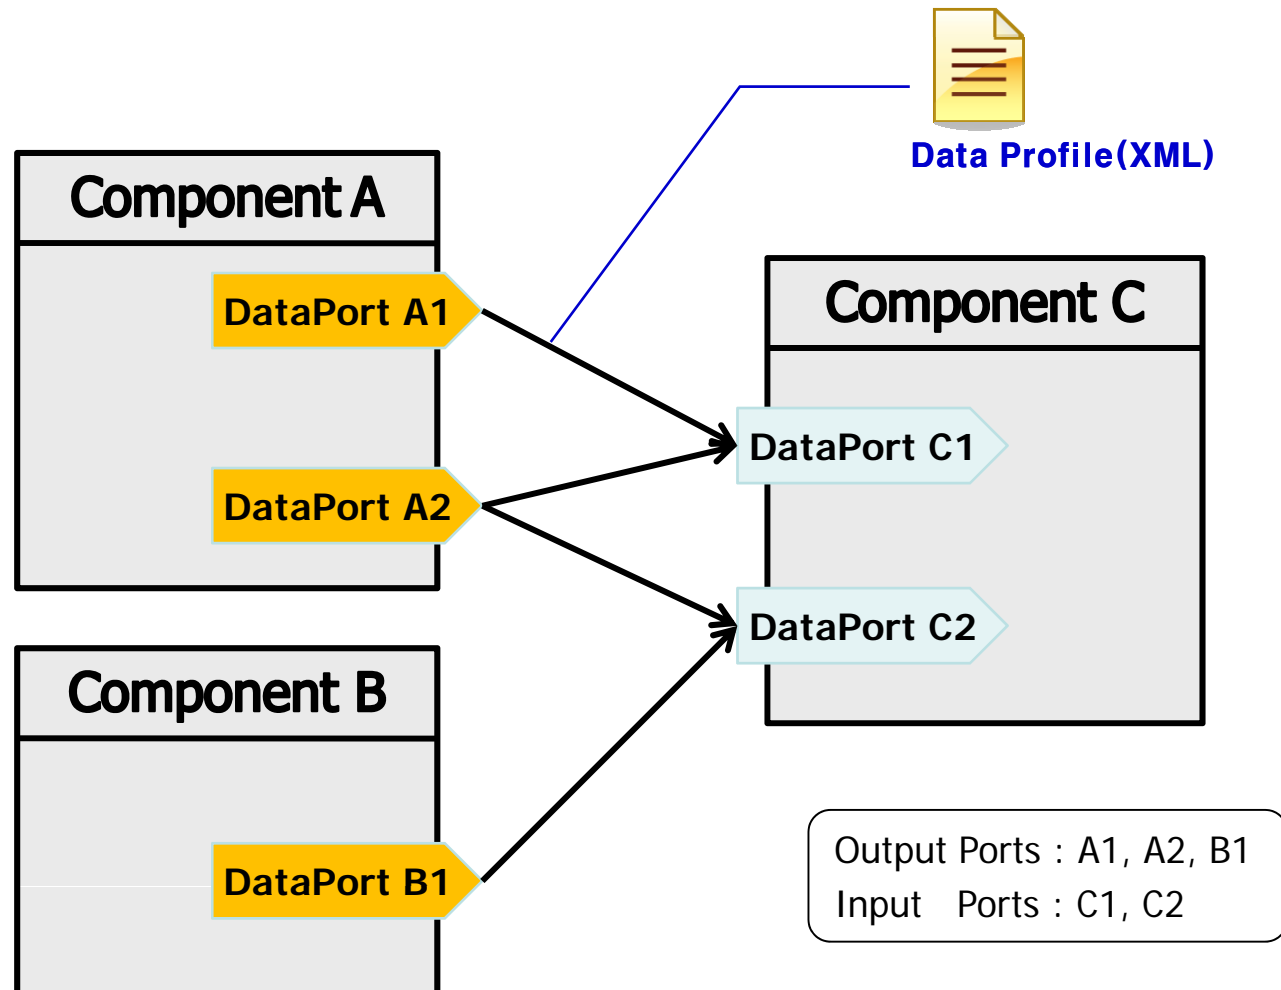 Data Profile(XML)
Component A
DataPort A1
DataPort A2
Component B
DataPort B1
Component C
DataPort C1
DataPort C2
Output Ports : A1, A2, B1
Input Ports : C1, C2